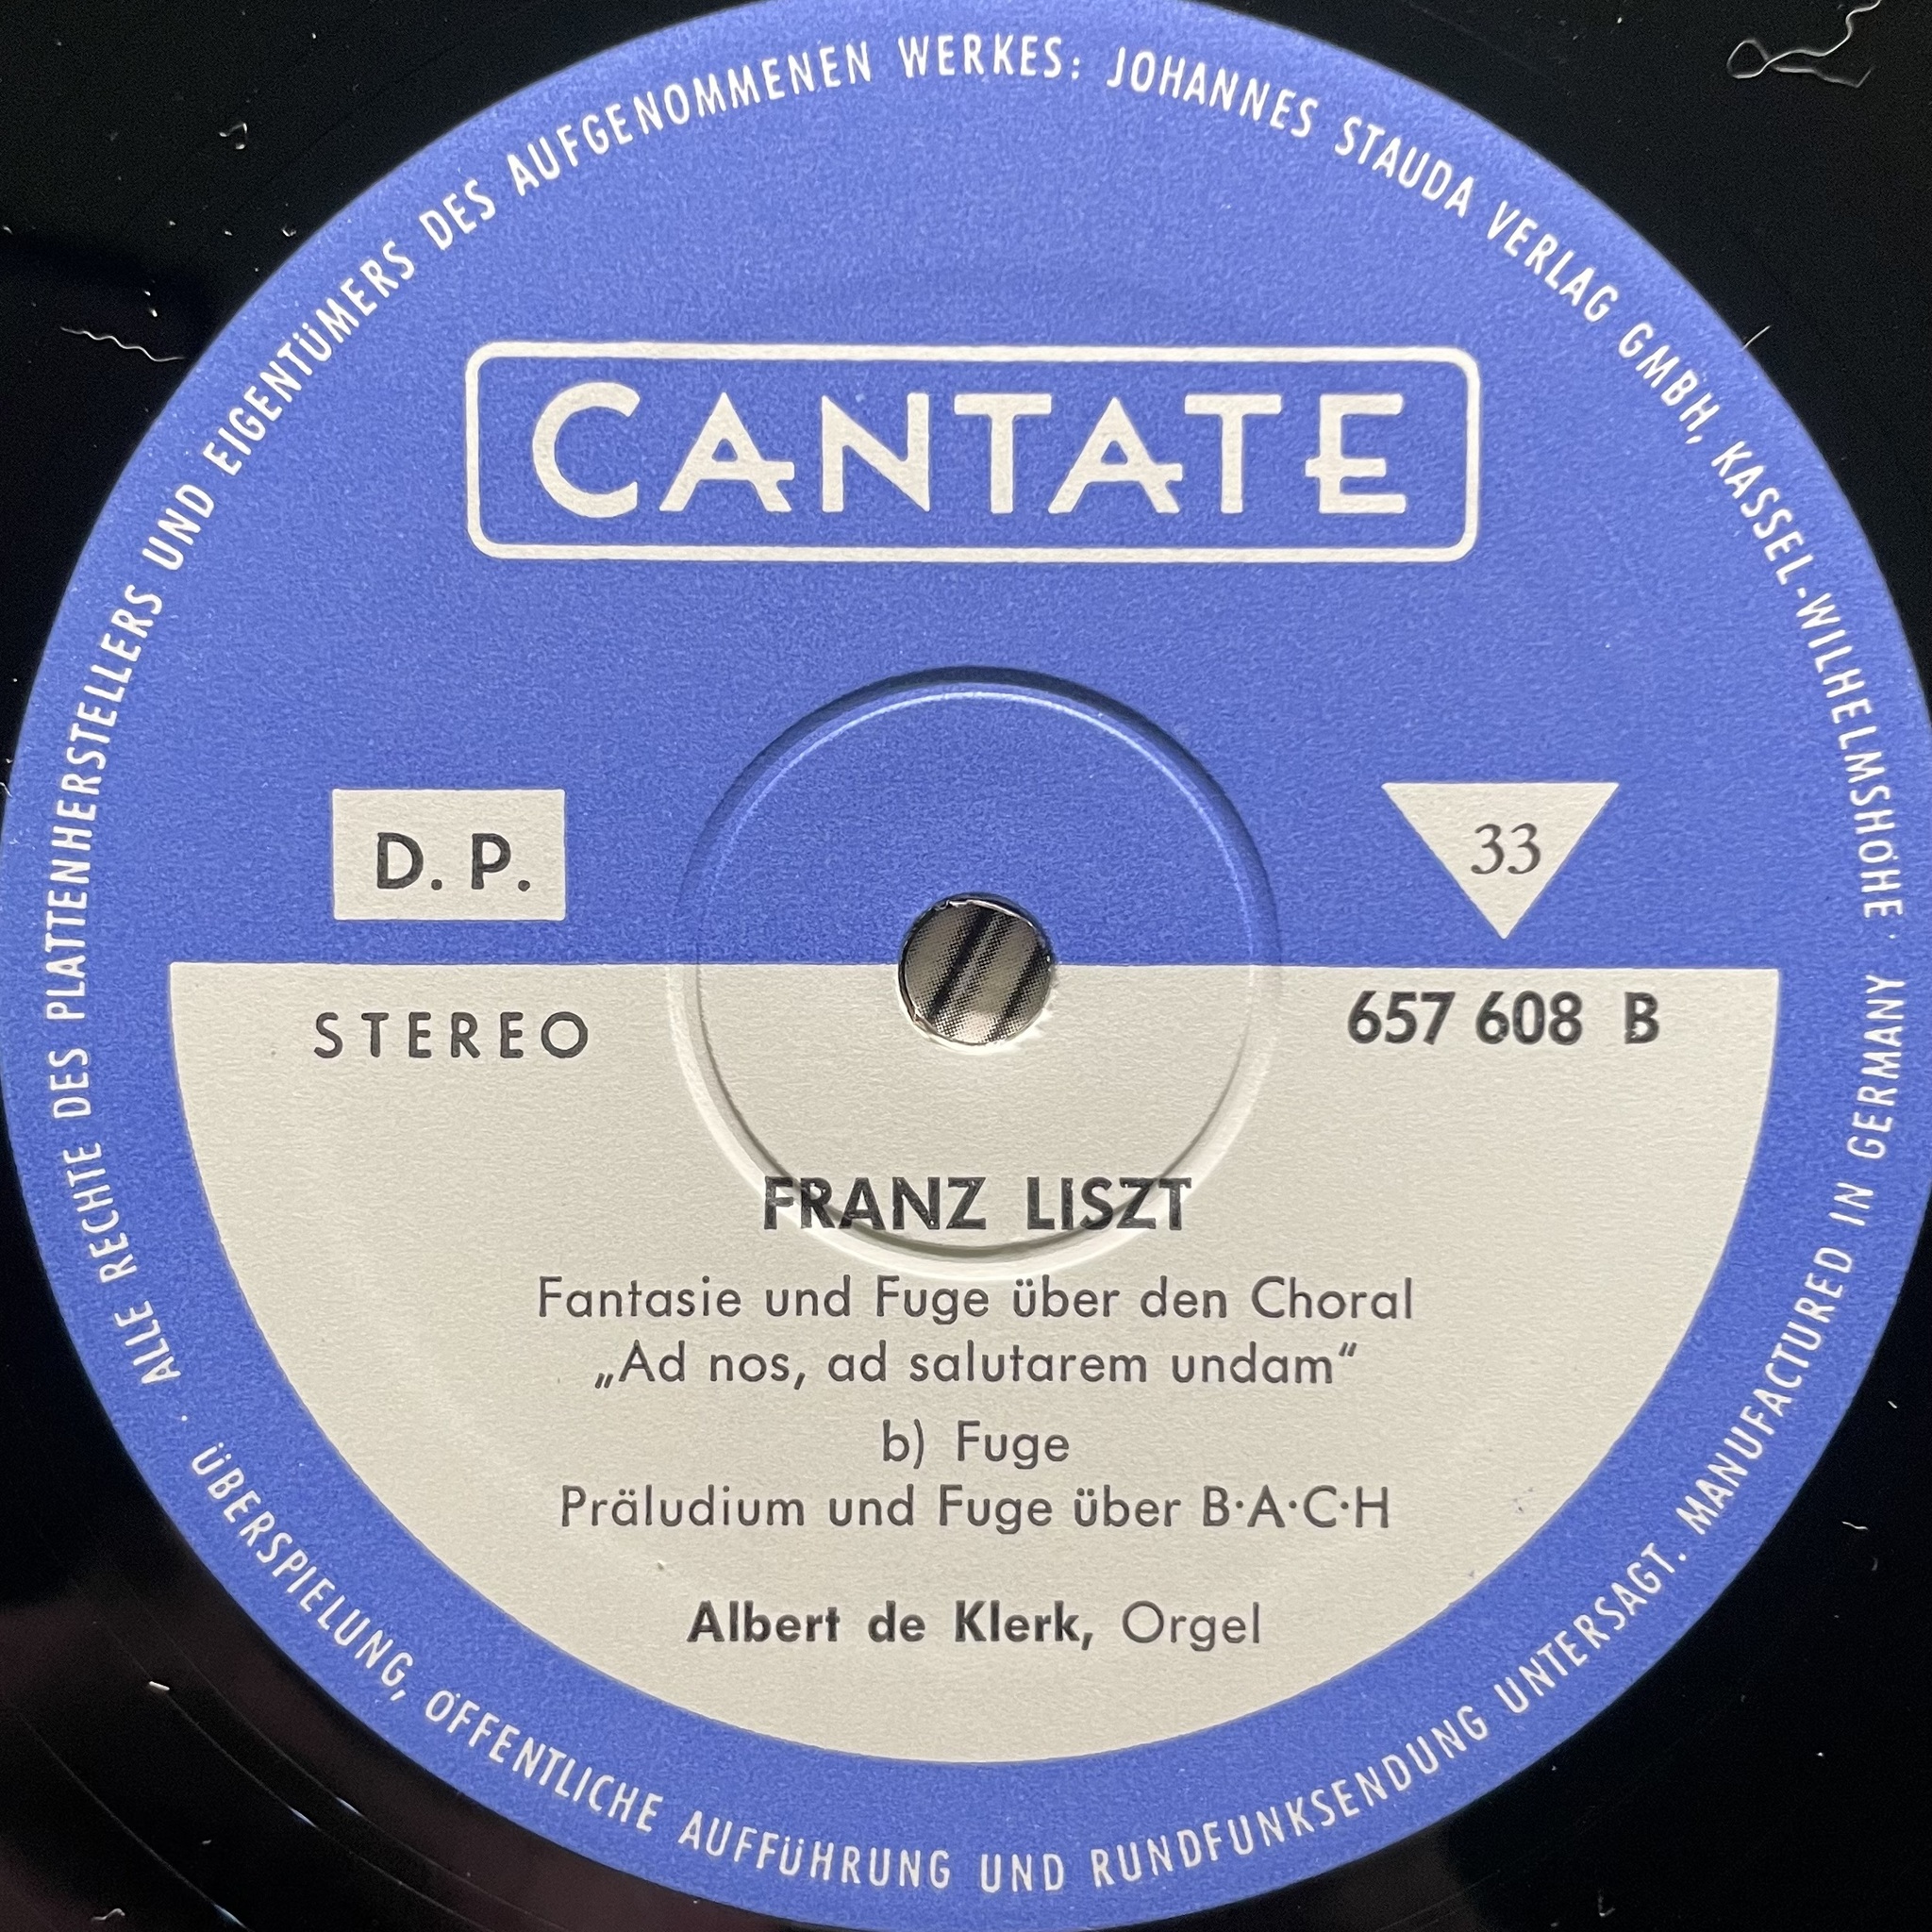 ALLE RECHTE DES PLATTENHERSTELLERS UND EIGENTÜMERS DES AUFGENOMMENEN WERKES: JOHANNES STAUDA VERLAG GMBH, KASSEL-WILHELMSHÖHE · MANUFACTURED IN GERMANY
CANTATE
D. P.
33
STEREO
657 608 B
FRANZ LISZT
Fantasie und Fuge über den Choral
„Ad nos, ad salutarem undam“
b) Fuge
Präludium und Fuge über B·A·C·H
Albert de Klerk, Orgel
· ÜBERSPIELUNG, ÖFFENTLICHE AUFFÜHRUNG UND RUNDFUNKSENDUNG UNTERSAGT.